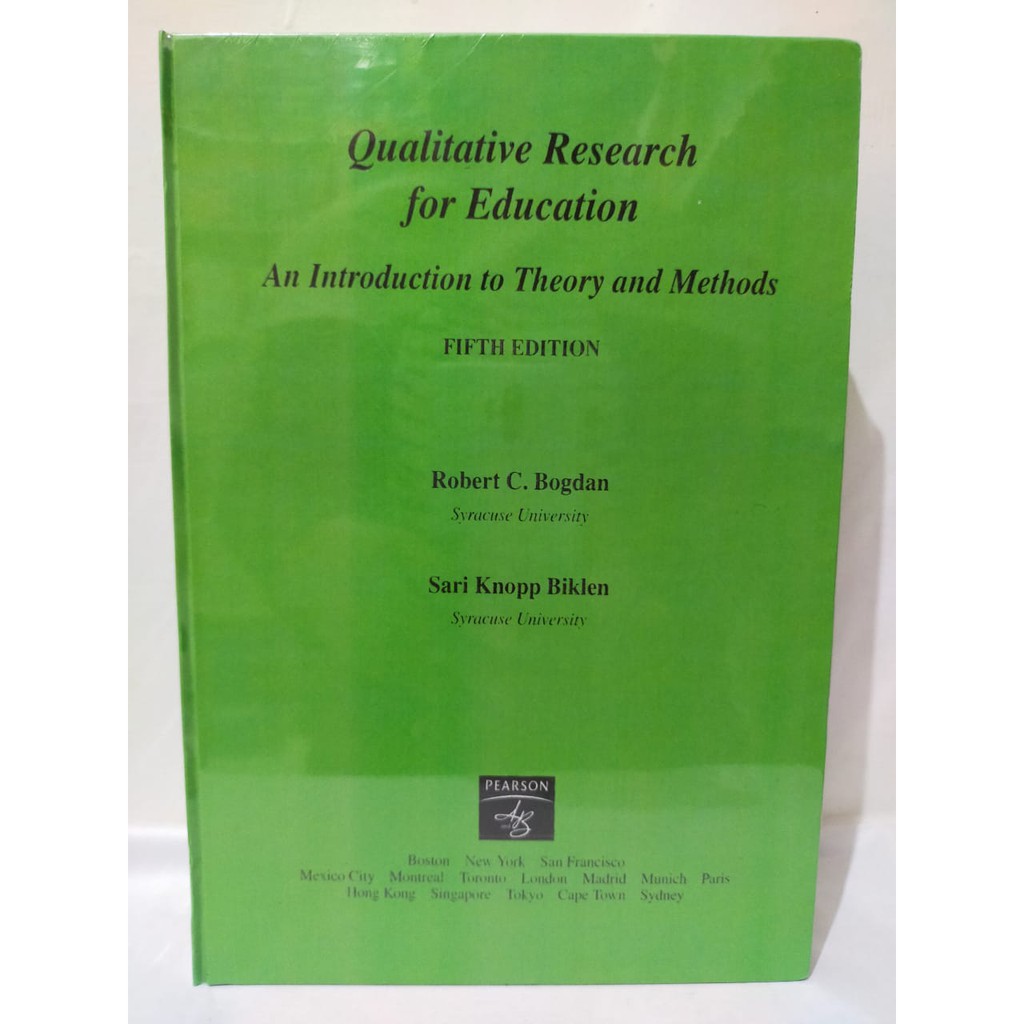 Qualitative Research
for Education
An Introduction to Theory and Methods
FIFTH EDITION
Robert C. Bogdan
Syracuse University
Sari Knopp Biklen
Syracuse University
PEARSON
A and B
Boston New York San Francisco
Mexico City Montreal Toronto London Madrid Munich Paris
Hong Kong Singapore Tokyo Cape Town Sydney